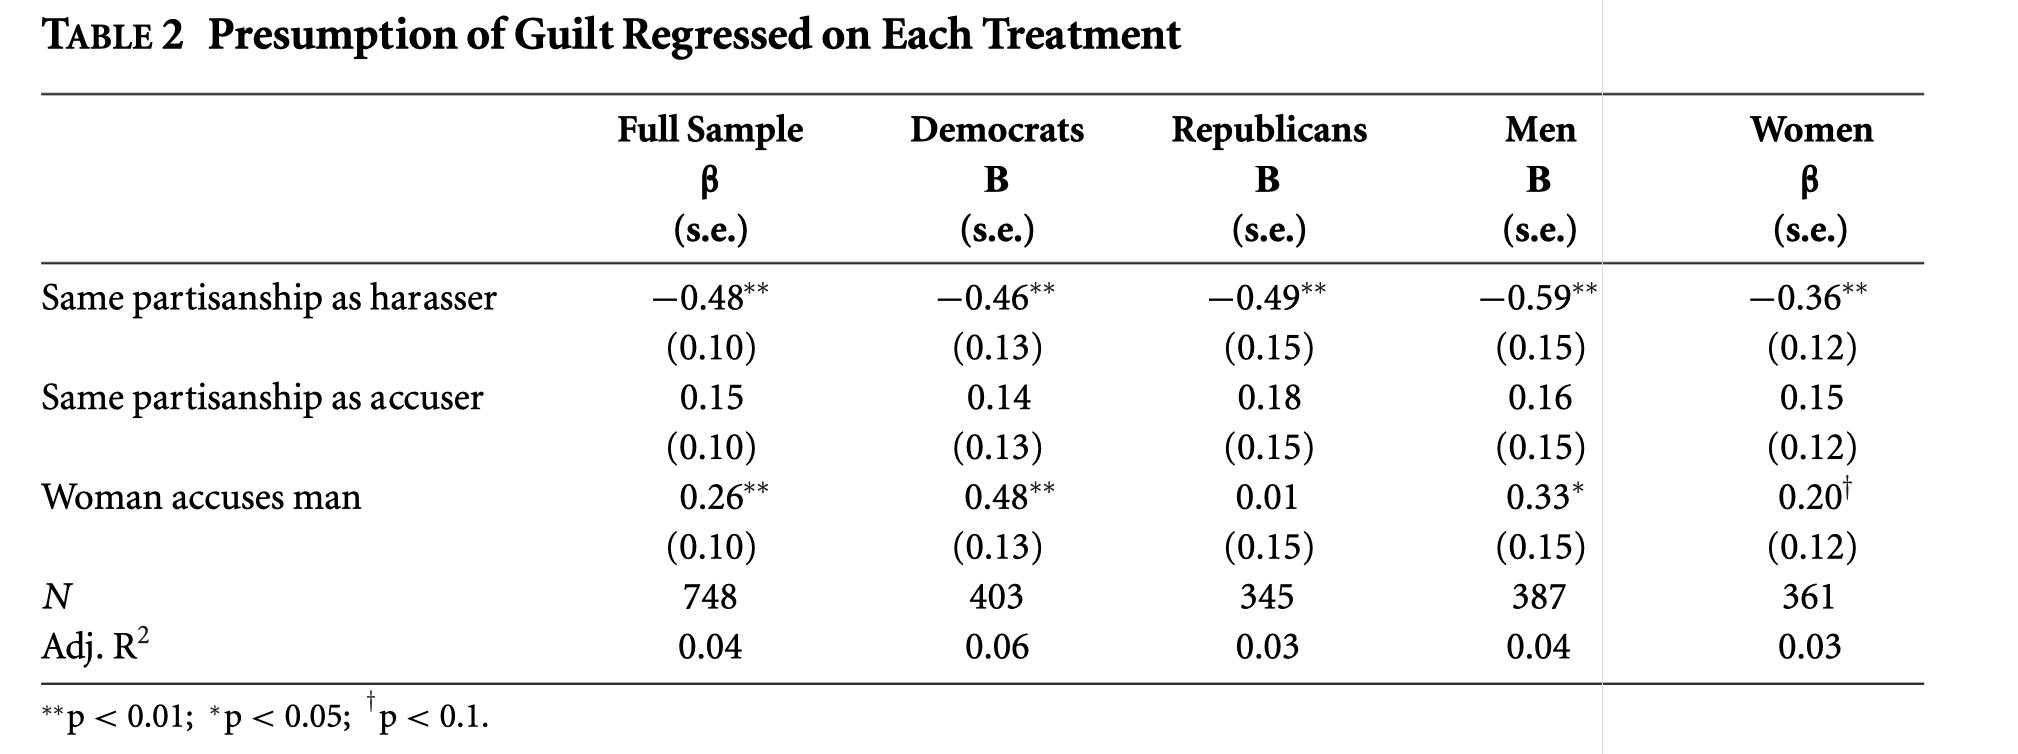 TABLE 2 Presumption of Guilt Regressed on Each Treatment
Full Sample Democrats Republicans Men Women
β B B B β
(s.e.) (s.e.) (s.e.) (s.e.) (s.e.)
Same partisanship as harasser −0.48** −0.46** −0.49** −0.59** −0.36**
(0.10) (0.13) (0.15) (0.15) (0.12)
Same partisanship as accuser 0.15 0.14 0.18 0.16 0.15
(0.10) (0.13) (0.15) (0.15) (0.12)
Woman accuses man 0.26** 0.48** 0.01 0.33* 0.20†
(0.10) (0.13) (0.15) (0.15) (0.12)
N 748 403 345 387 361
Adj. R² 0.04 0.06 0.03 0.04 0.03
**p < 0.01; *p < 0.05; †p < 0.1.